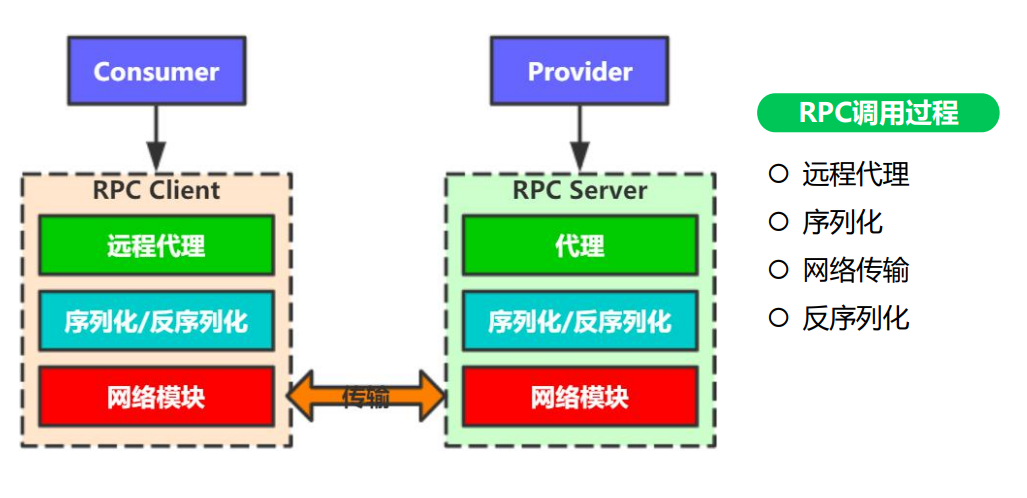 Consumer
Provider
RPC调用过程
RPC Client
RPC Server
远程代理
代理
远程代理
序列化
序列化/反序列化
序列化/反序列化
网络传输
反序列化
网络模块
传输
网络模块